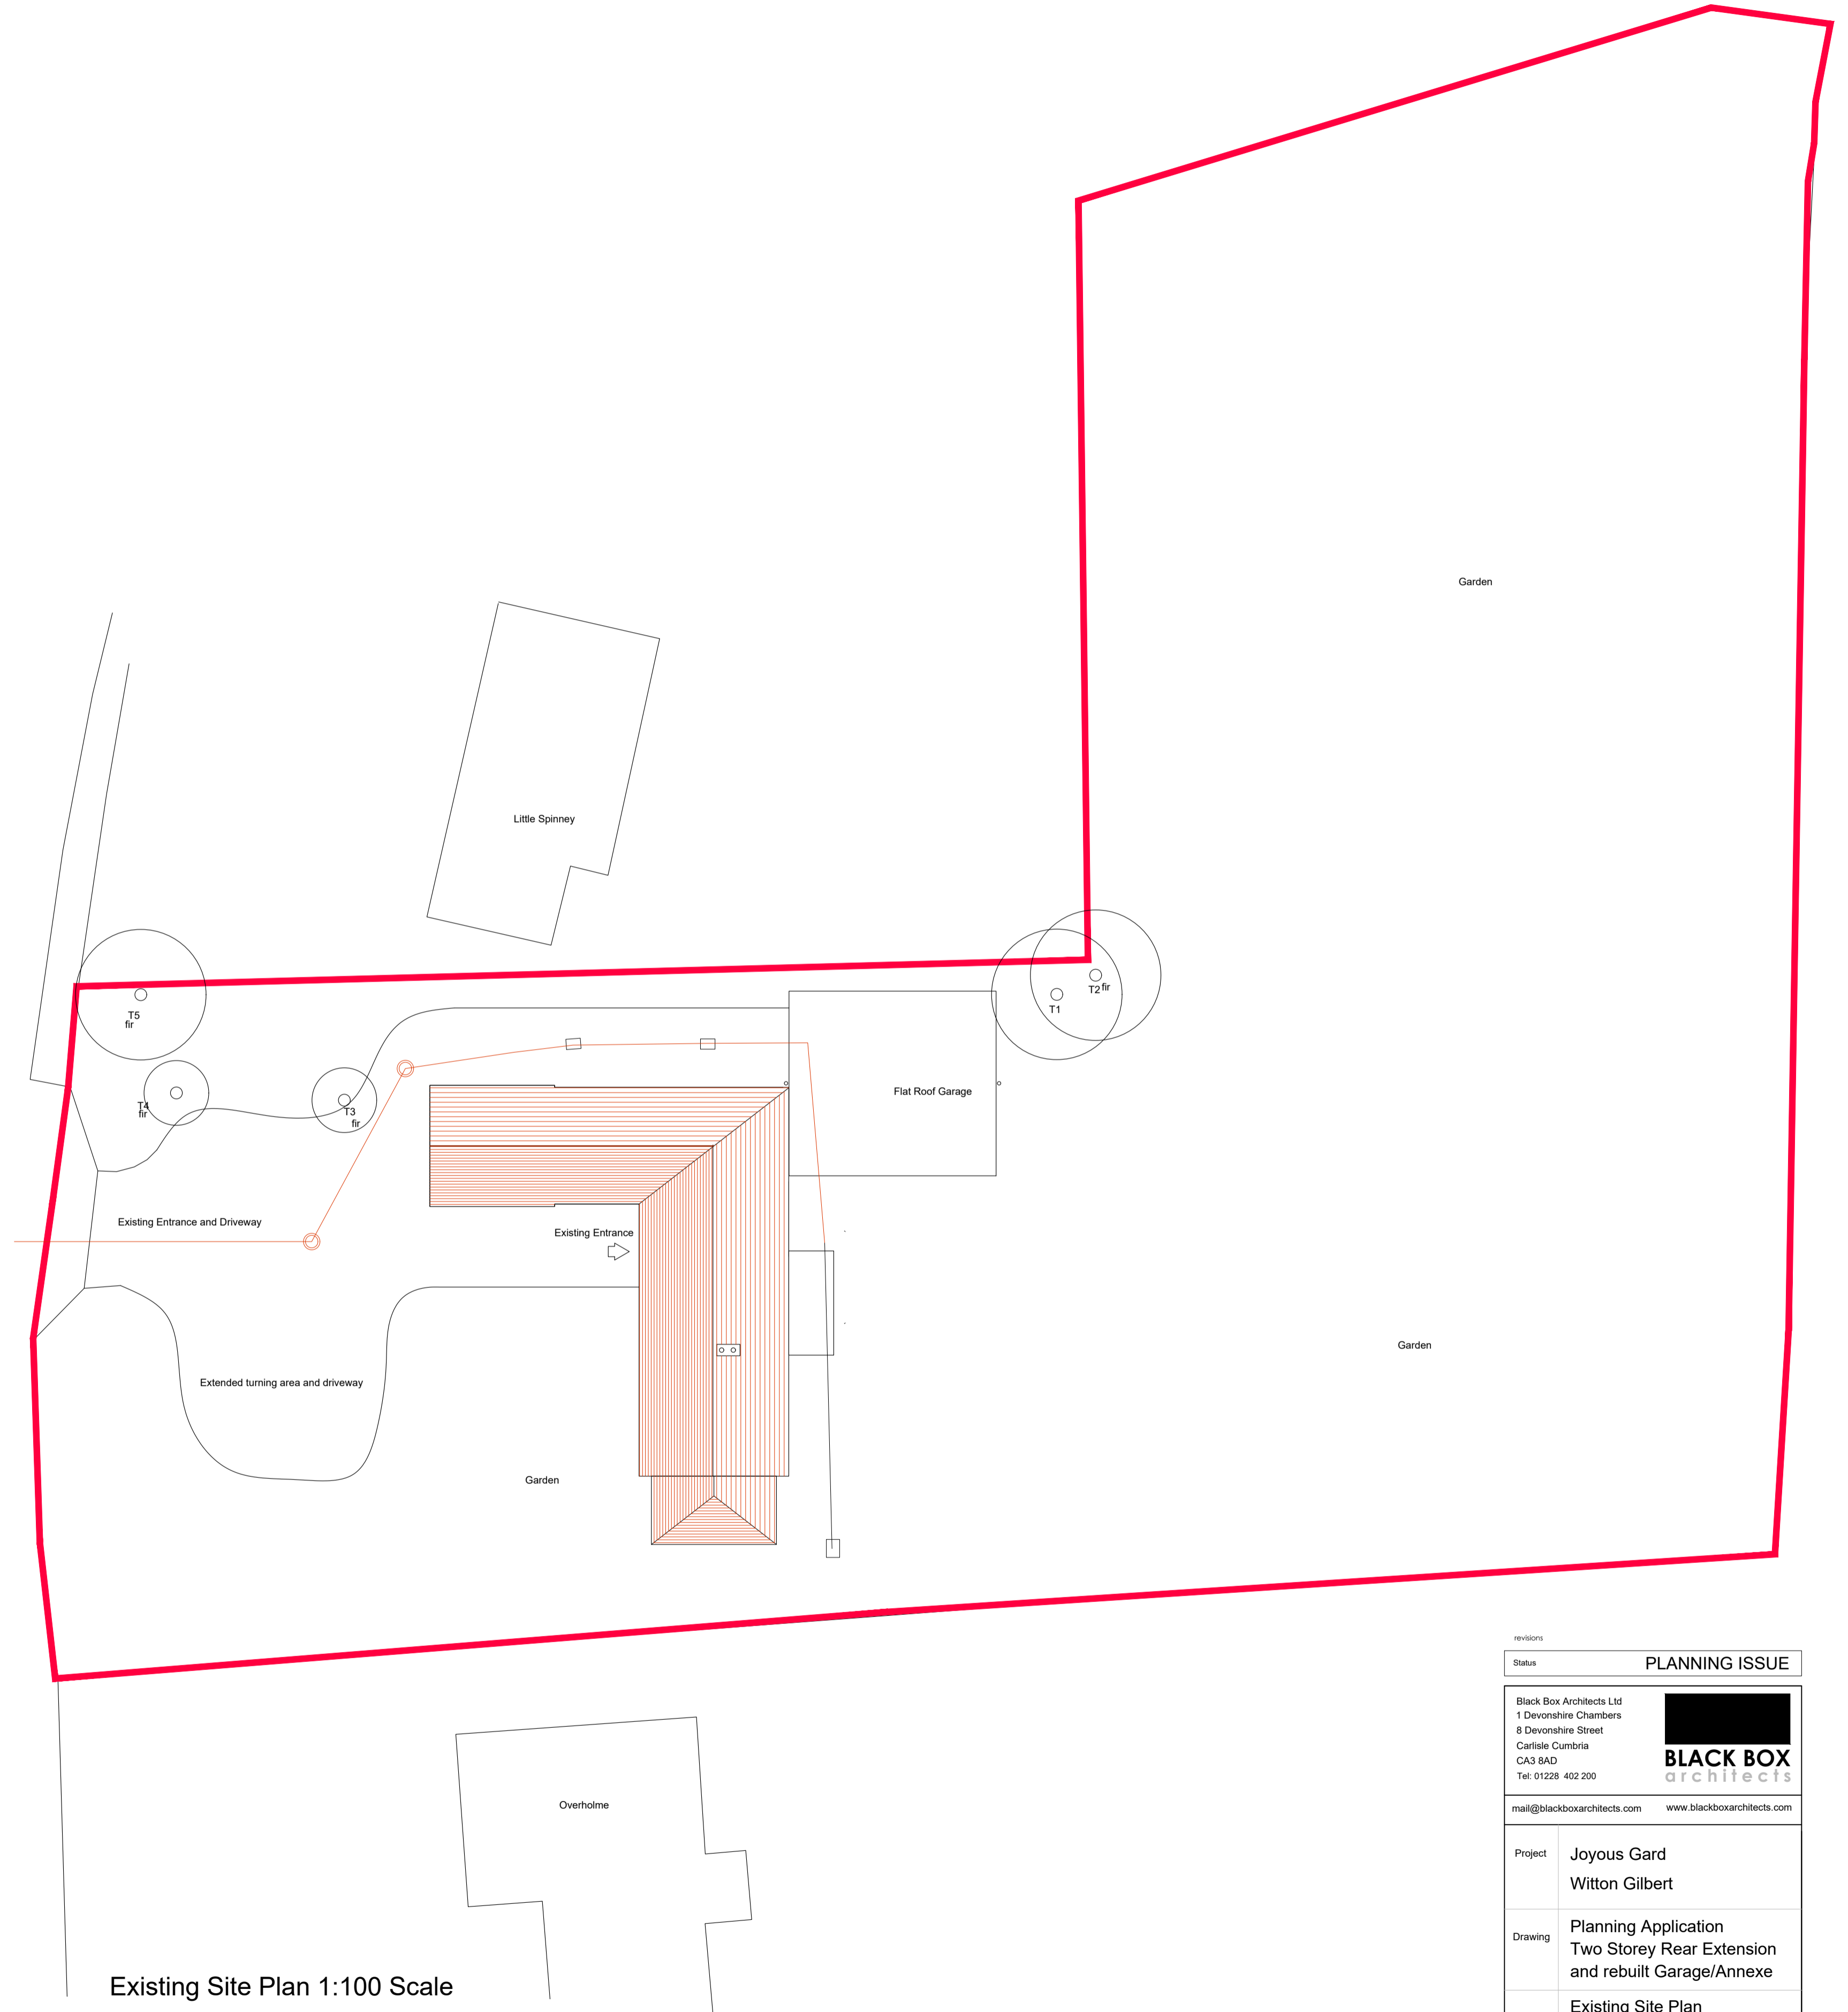 Garden
Little Spinney
T2 fir
T1
T5
fir
Flat Roof Garage
T4
fir
T3
fir
Existing Entrance and Driveway
Existing Entrance
Garden
Extended turning area and driveway
Garden
Overholme
Existing Site Plan 1:100 Scale
revisions
Status
PLANNING ISSUE
Black Box Architects Ltd
1 Devonshire Chambers
8 Devonshire Street
Carlisle Cumbria
CA3 8AD
Tel: 01228 402 200
BLACK BOX
architects
mail@blackboxarchitects.com
www.blackboxarchitects.com
Project
Joyous Gard
Witton Gilbert
Drawing
Planning Application
Two Storey Rear Extension
and rebuilt Garage/Annexe
Existing Site Plan